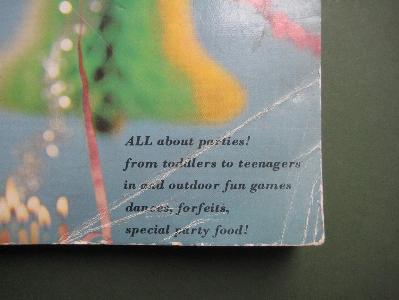 ALL about parties!
from toddlers to teenagers
in and outdoor fun games
dances, forfeits,
special party food!